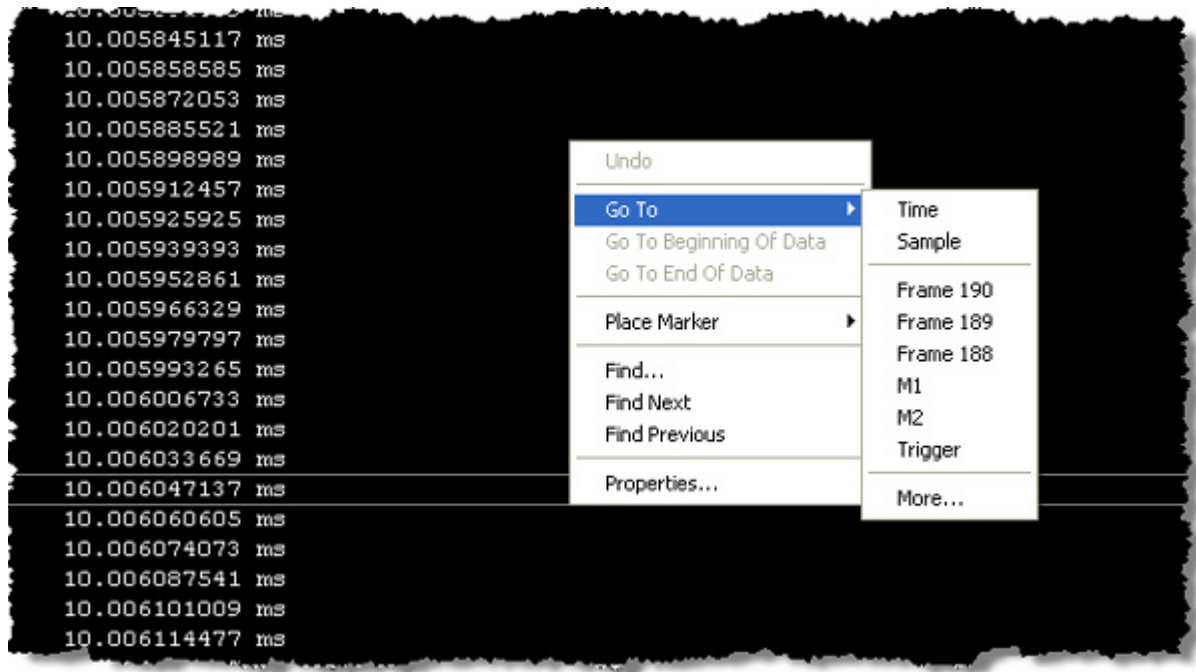 10.005845117 ms
10.005858585 ms
10.005872053 ms
10.005885521 ms
10.005898989 ms
10.005912457 ms
10.005925925 ms
10.005939393 ms
10.005952861 ms
10.005966329 ms
10.005979797 ms
10.005993265 ms
10.006006733 ms
10.006020201 ms
10.006033669 ms
10.006047137 ms
10.006060605 ms
10.006074073 ms
10.006087541 ms
10.006101009 ms
10.006114477 ms
Undo
Go To
Go To Beginning Of Data
Go To End Of Data
Place Marker
Find...
Find Next
Find Previous
Properties...
Time
Sample
Frame 190
Frame 189
Frame 188
M1
M2
Trigger
More...